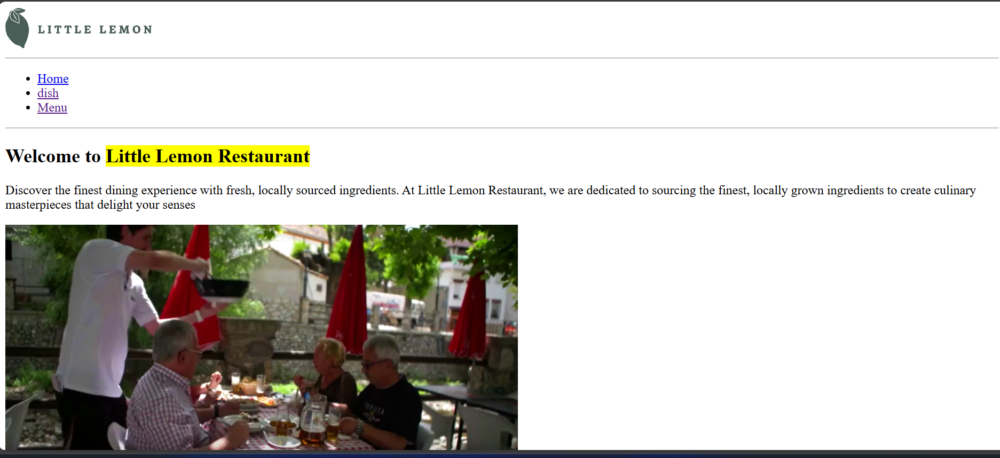 LITTLE LEMON
Home
dish
Menu
Welcome to Little Lemon Restaurant
Discover the finest dining experience with fresh, locally sourced ingredients. At Little Lemon Restaurant, we are dedicated to sourcing the finest, locally grown ingredients to create culinary
masterpieces that delight your senses